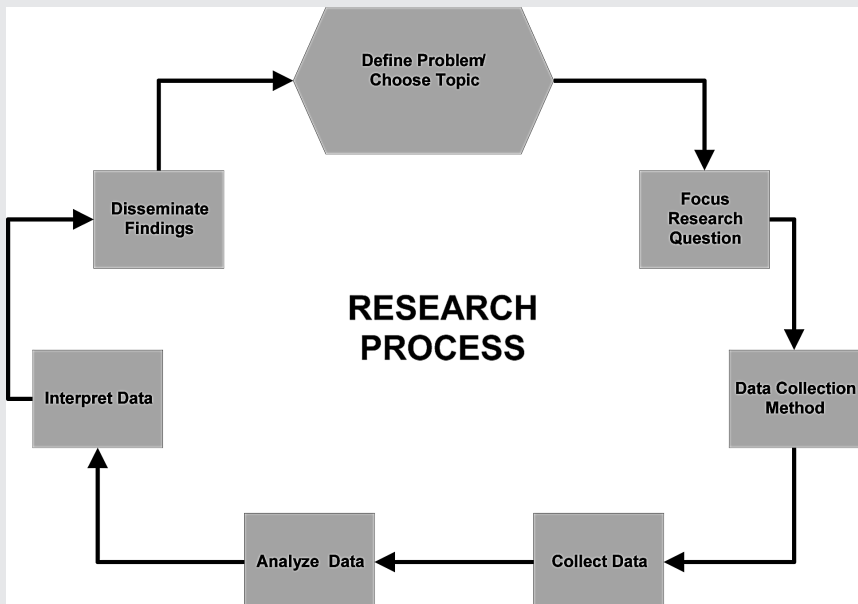 Define Problem/
Choose Topic
Disseminate
Findings
Focus
Research
Question
RESEARCH
PROCESS
Interpret Data
Data Collection
Method
Analyze  Data
Collect Data